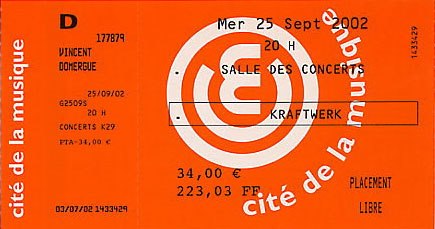 cité de la musique
D
177879
VINCENT
DOMERGUE
25/09/02
G2509S
20 H
CONCERTS K29
PTA-34,00 €
03/07/02 1433429
Mer 25 Sept 2002
20 H
SALLE DES CONCERTS
KRAFTWERK
34,00 €
223,03 FF
PLACEMENT
LIBRE
cité de la musique
1433429